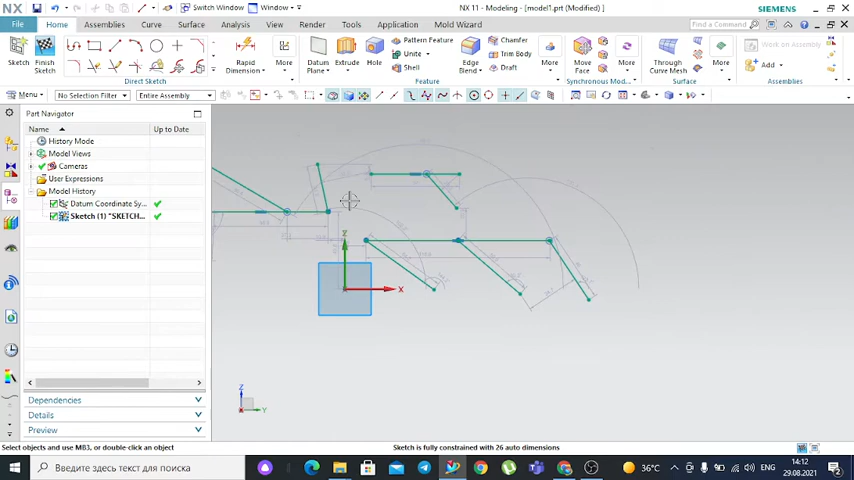 NX 11 - Modeling - [model1.prt (Modified) ]
SIEMENS
Switch Window
Window
File
Home
Assemblies
Curve
Surface
Analysis
View
Render
Tools
Application
Mold Wizard
Find a Command
Sketch
Finish
Sketch
Direct Sketch
Rapid
Dimension
More
Datum
Plane
Extrude
Hole
Pattern Feature
Unite
Shell
Feature
Edge
Blend
Chamfer
Trim Body
Draft
More
Move
Face
More
Synchronous Mo...
Through
Curve Mesh
More
Surface
Work on Assembly
Add
Assemblies
Menu
No Selection Filter
Entire Assembly
Part Navigator
Name
Up to Date
History Mode
Model Views
Cameras
User Expressions
Model History
Datum Coordinate Sy...
Sketch (1) "SKETCH...
Dependencies
Details
Preview
Z
X
Z
Y
Select objects and use MB3, or double-click an object
Sketch is fully constrained with 26 auto dimensions
Введите здесь текст для поиска
36°C
ENG
14:12
29.08.2021